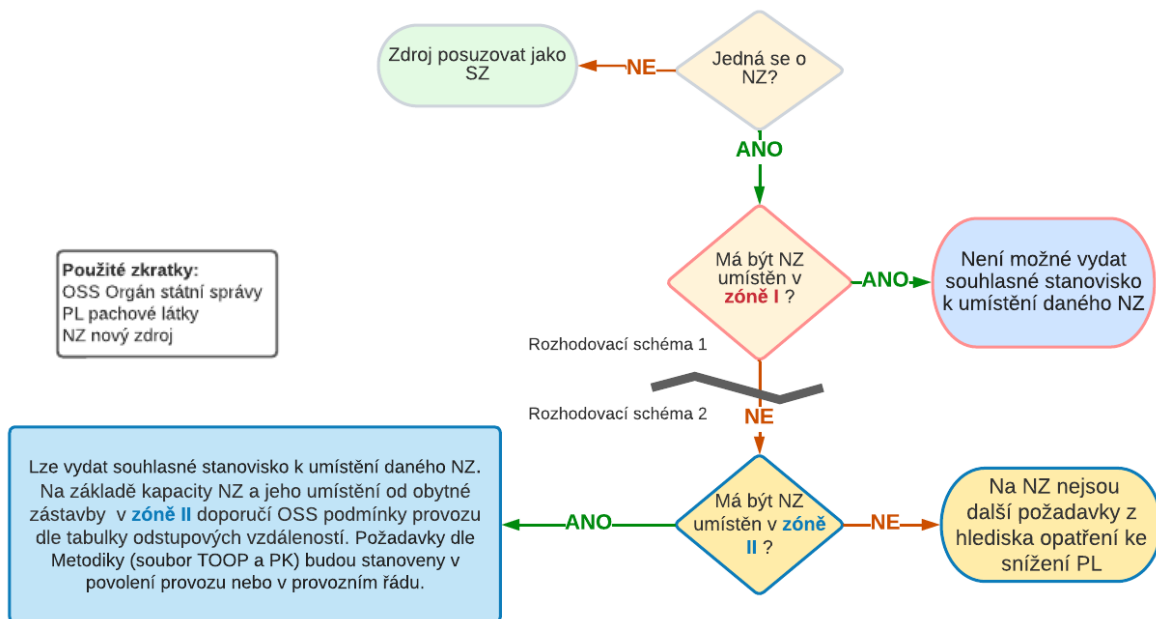 Zdroj posuzovat jako
SZ
NE
Jedná se o
NZ?
ANO
Má být NZ
umístěn v
zóně I ?
ANO
Není možné vydat
souhlasné stanovisko
k umístění daného NZ
Použité zkratky:
OSS Orgán státní správy
PL pachové látky
NZ nový zdroj
Rozhodovací schéma 1
Rozhodovací schéma 2
NE
Lze vydat souhlasné stanovisko k umístění daného NZ.
Na základě kapacity NZ a jeho umístění od obytné
zástavby v zóně II doporučí OSS podmínky provozu
dle tabulky odstupových vzdáleností. Požadavky dle
Metodiky (soubor TOOP a PK) budou stanoveny v
povolení provozu nebo v provozním řádu.
ANO
Má být NZ
umístěn v zóně
II ?
NE
Na NZ nejsou
další požadavky z
hlediska opatření ke
snížení PL